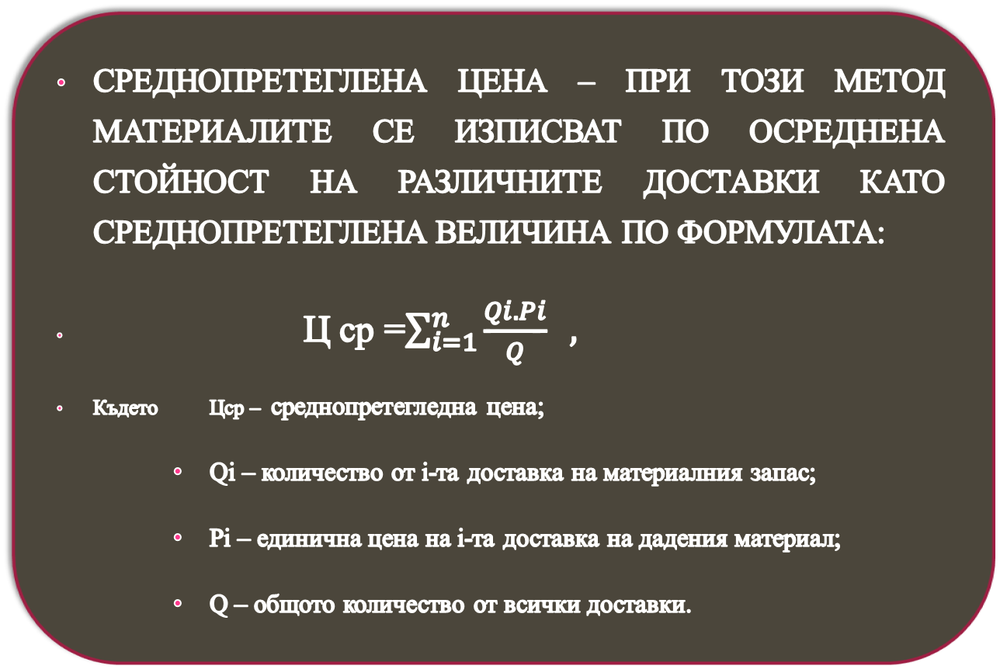 • СРЕДНОПРЕТЕГЛЕНА ЦЕНА – ПРИ ТОЗИ МЕТОД
МАТЕРИАЛИТЕ СЕ ИЗПИСВАТ ПО ОСРЕДНЕНА
СТОЙНОСТ НА РАЗЛИЧНИТЕ ДОСТАВКИ КАТО
СРЕДНОПРЕТЕГЛЕНА ВЕЛИЧИНА ПО ФОРМУЛАТА:
• Ц ср =∑ⁿᵢ₌₁ Qi.Pi/Q ,
• Където Цср – среднопретегледна цена;
• Qi – количество от i-та доставка на материалния запас;
• Pi – единична цена на i-та доставка на дадения материал;
• Q – общото количество от всички доставки.